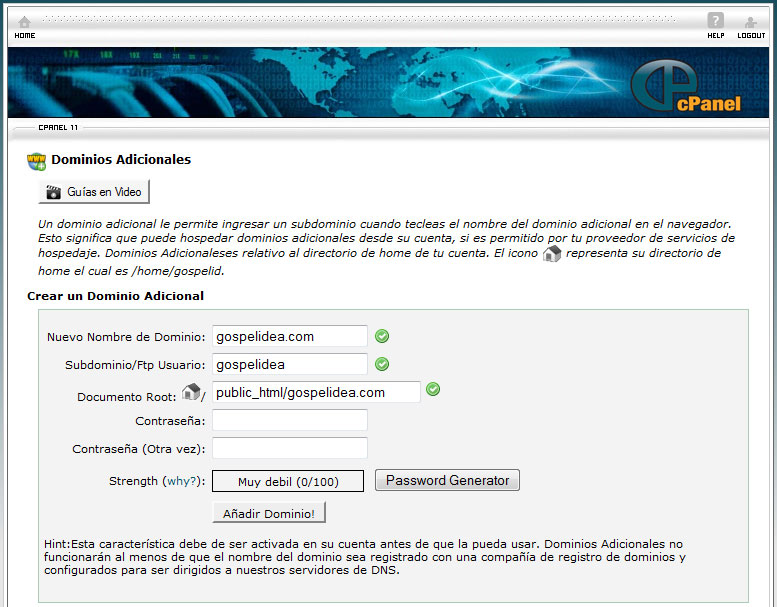 HOME
HELP
LOGOUT
17X 18
cPanel
CPANEL 11
WWW
Dominios Adicionales
Guías en Video
Un dominio adicional le permite ingresar un subdominio cuando tecleas el nombre del dominio adicional en el navegador.
Esto significa que puede hospedar dominios adicionales desde su cuenta, si es permitido por tu proveedor de servicios de
hospedaje. Dominios Adicionaleses relativo al directorio de home de tu cuenta. El icono representa su directorio de
home el cual es /home/gospelid.
Crear un Dominio Adicional
Nuevo Nombre de Dominio: gospelidea.com
Subdominio/Ftp Usuario: gospelidea
Documento Root: / public_html/gospelidea.com
Contraseña:
Contraseña (Otra vez):
Strength (why?): Muy debil (0/100) Password Generator
Añadir Dominio!
Hint:Esta característica debe de ser activada en su cuenta antes de que la pueda usar. Dominios Adicionales no
funcionarán al menos de que el nombre del dominio sea registrado con una compañía de registro de dominios y
configurados para ser dirigidos a nuestros servidores de DNS.